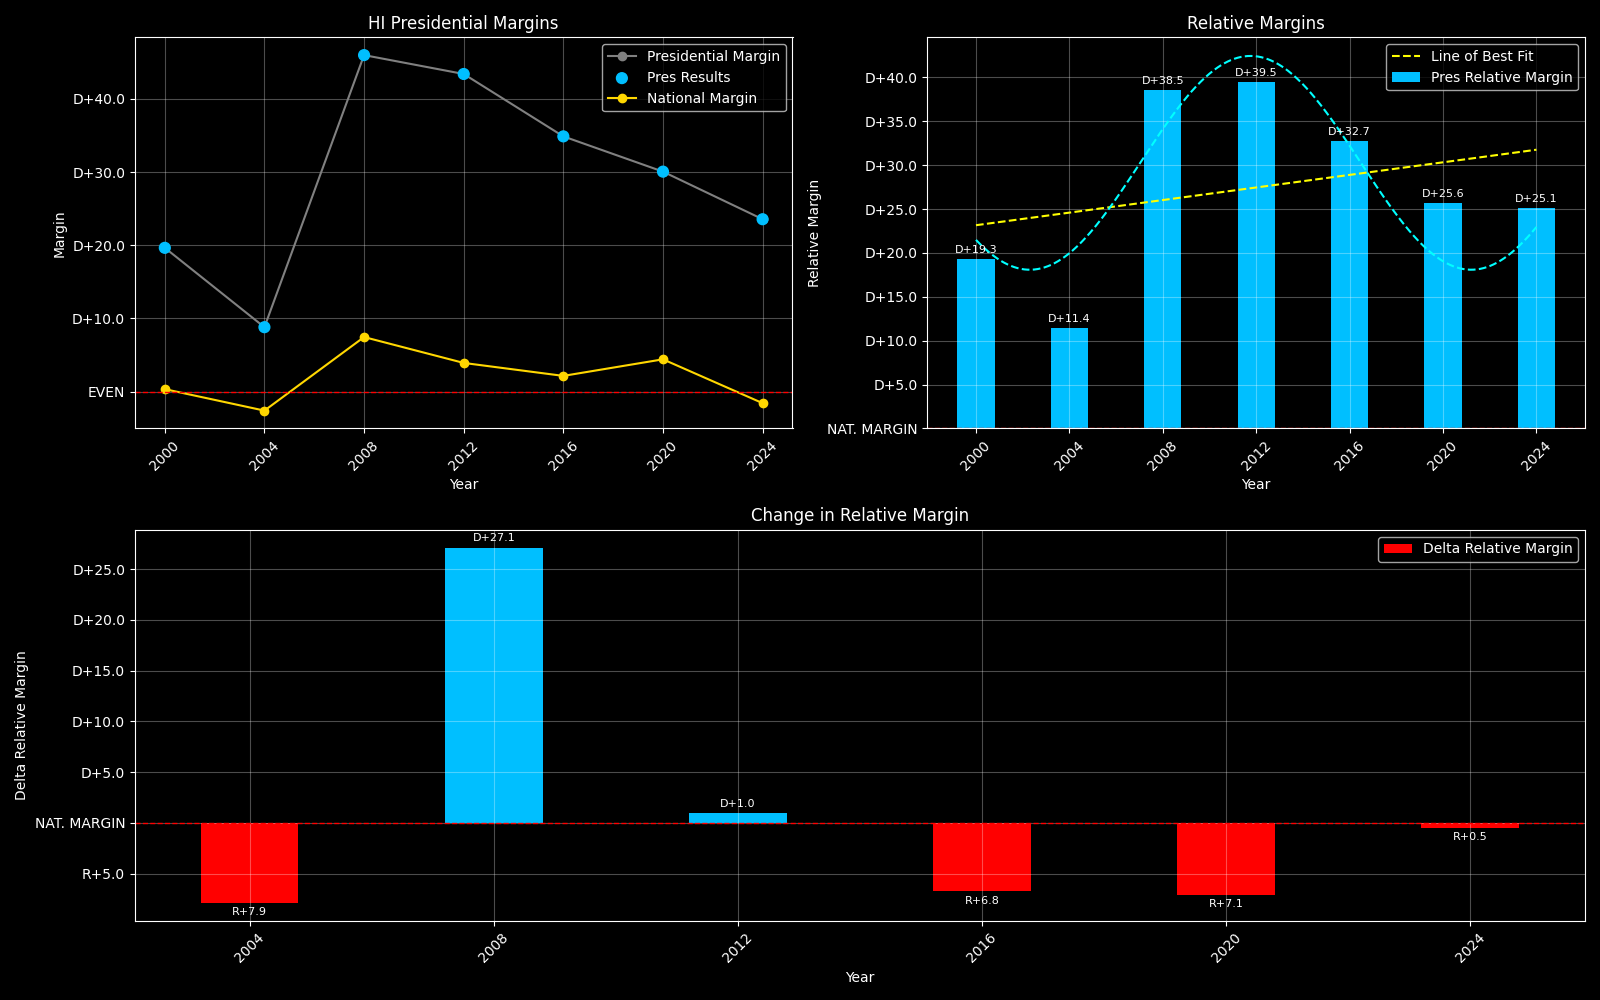 HI Presidential Margins
Presidential Margin
Pres Results
National Margin
Margin
D+40.0
D+30.0
D+20.0
D+10.0
EVEN
2000
2004
2008
2012
2016
2020
2024
Year
Relative Margins
Line of Best Fit
Pres Relative Margin
Relative Margin
D+40.0
D+35.0
D+30.0
D+25.0
D+20.0
D+15.0
D+10.0
D+5.0
NAT. MARGIN
D+19.3
D+11.4
D+38.5
D+39.5
D+32.7
D+25.6
D+25.1
2000
2004
2008
2012
2016
2020
2024
Year
Change in Relative Margin
Delta Relative Margin
Delta Relative Margin
D+25.0
D+20.0
D+15.0
D+10.0
D+5.0
NAT. MARGIN
R+5.0
R+7.9
D+27.1
D+1.0
R+6.8
R+7.1
R+0.5
2004
2008
2012
2016
2020
2024
Year